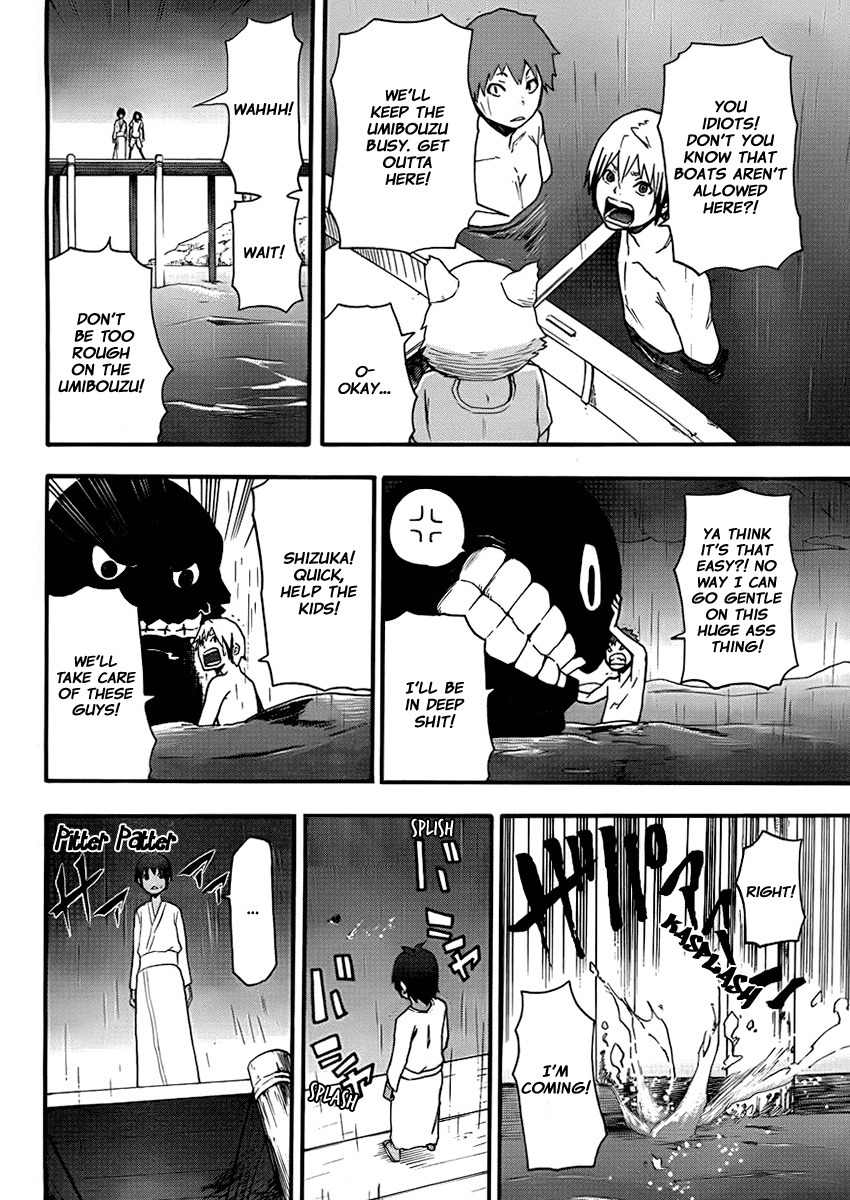 YOU
IDIOTS!
DON'T YOU
KNOW THAT
BOATS AREN'T
ALLOWED
HERE?!
WE'LL
KEEP THE
UMIBOUZU
BUSY. GET
OUTTA
HERE!
O-
OKAY...
WAHHH!
WAIT!
DON'T
BE TOO
ROUGH
ON THE
UMIBOUZU!
YA THINK
IT'S THAT
EASY?! NO
WAY I CAN
GO GENTLE
ON THIS
HUGE ASS
THING!
I'LL BE
IN DEEP
SHIT!
SHIZUKA!
QUICK,
HELP THE
KIDS!
WE'LL
TAKE CARE
OF THESE
GUYS!
RIGHT!
KASPLASH
I'M
COMING!
SPLISH
SPLASH
Pitter Patter
...